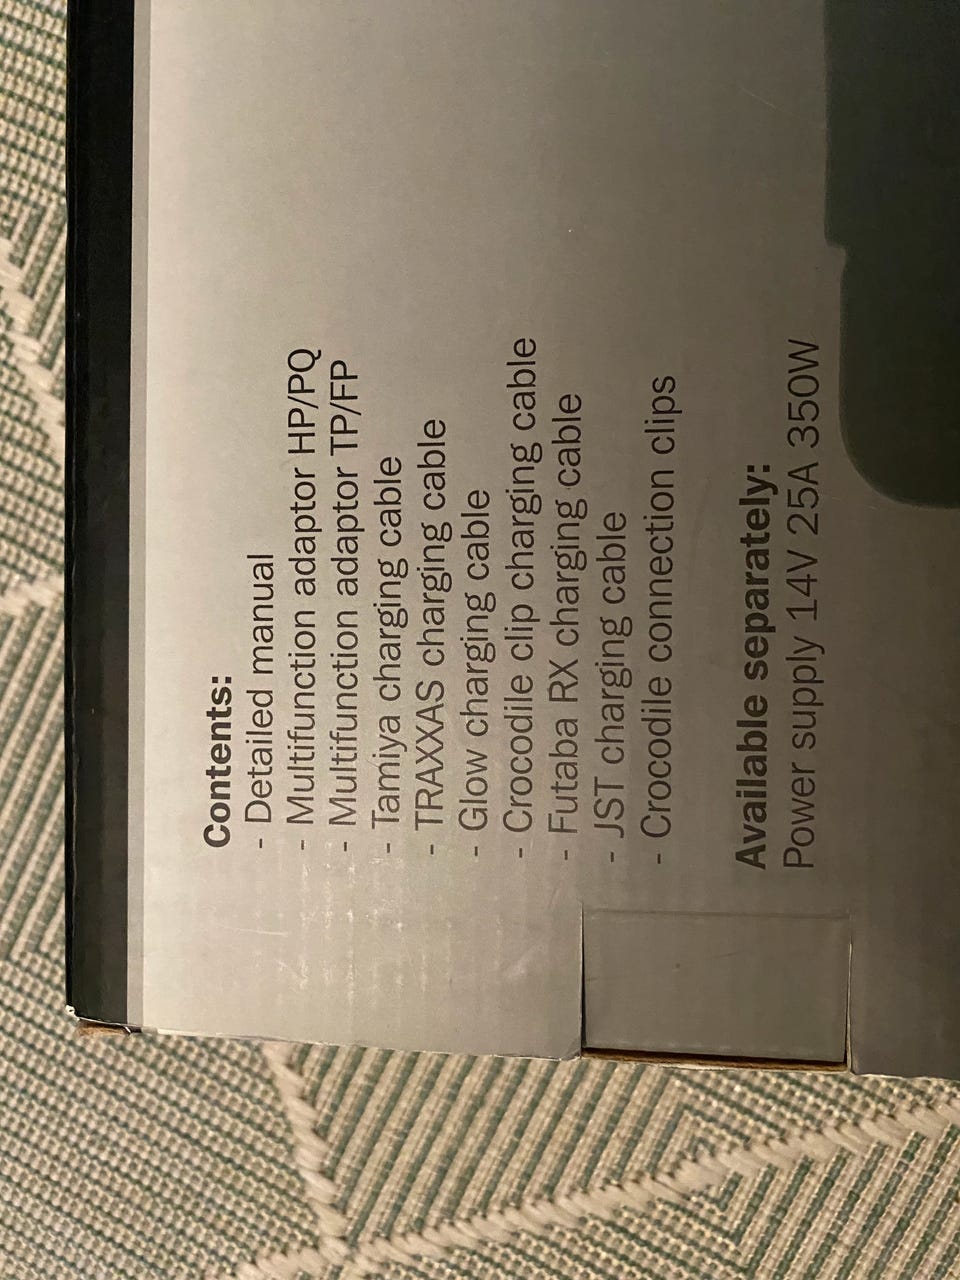 Contents:
- Detailed manual
- Multifunction adaptor HP/PQ
- Multifunction adaptor TP/FP
- Tamiya charging cable
- TRAXXAS charging cable
- Glow charging cable
- Crocodile clip charging cable
- Futaba RX charging cable
- JST charging cable
- Crocodile connection clips
Available separately:
Power supply 14V 25A 350W